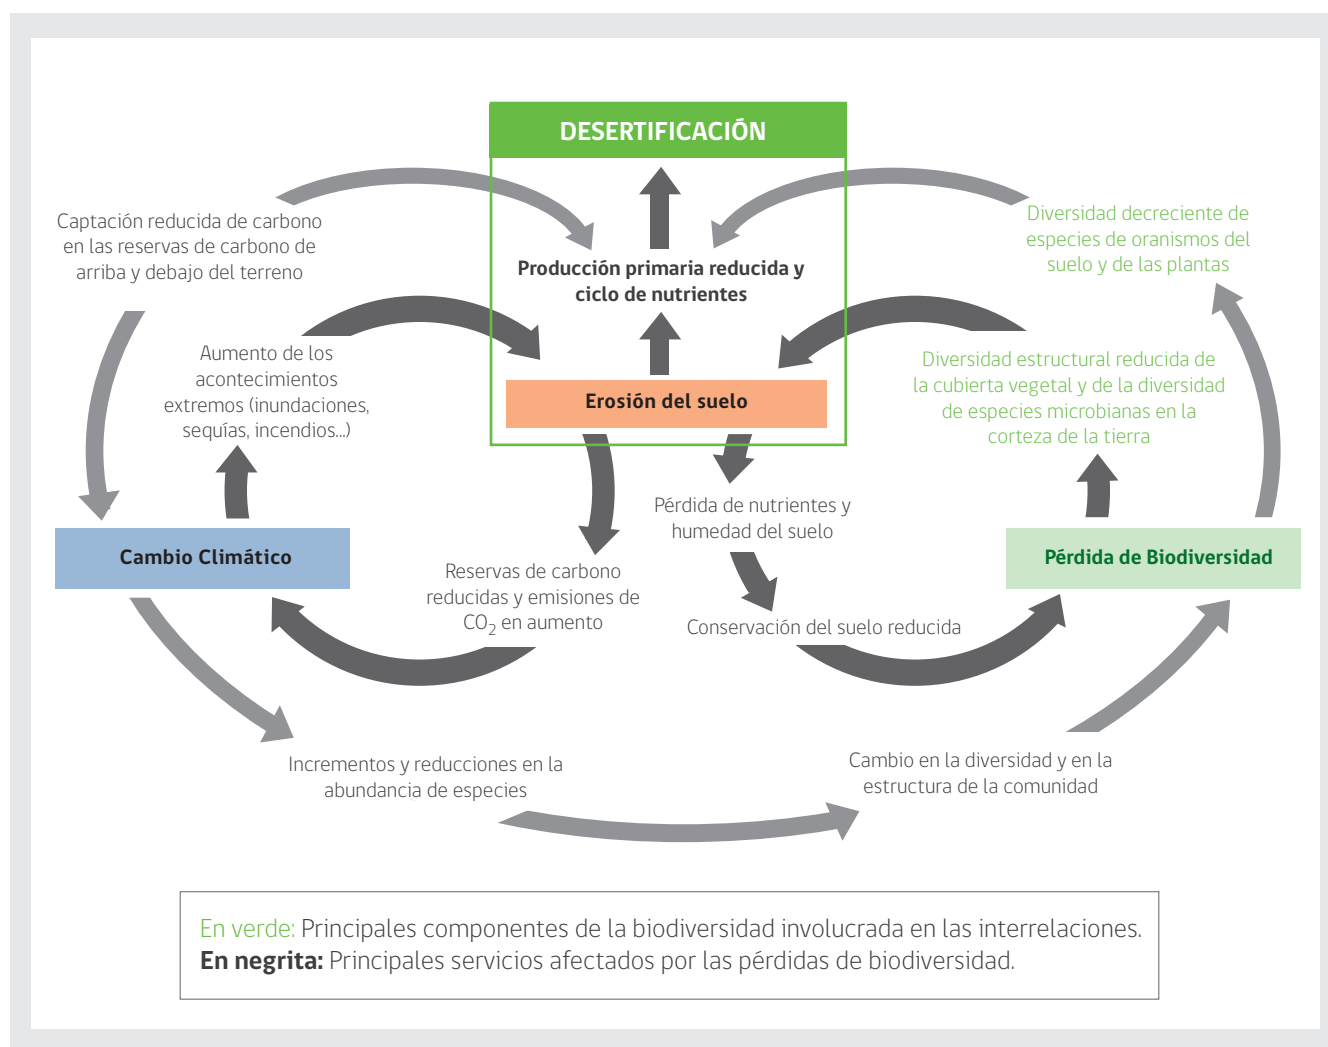 DESERTIFICACIÓN
Captación reducida de carbono
en las reservas de carbono de
arriba y debajo del terreno
Producción primaria reducida y
ciclo de nutrientes
Diversidad decreciente de
especies de oranismos del
suelo y de las plantas
Aumento de los
acontecimientos
extremos (inundaciones,
sequías, incendios...)
Erosión del suelo
Diversidad estructural reducida de
la cubierta vegetal y de la diversidad
de especies microbianas en la
corteza de la tierra
Cambio Climático
Reservas de carbono
reducidas y emisiones de
CO2 en aumento
Pérdida de nutrientes y
humedad del suelo
Conservación del suelo reducida
Pérdida de Biodiversidad
Incrementos y reducciones en la
abundancia de especies
Cambio en la diversidad y en la
estructura de la comunidad
En verde: Principales componentes de la biodiversidad involucrada en las interrelaciones.
En negrita: Principales servicios afectados por las pérdidas de biodiversidad.